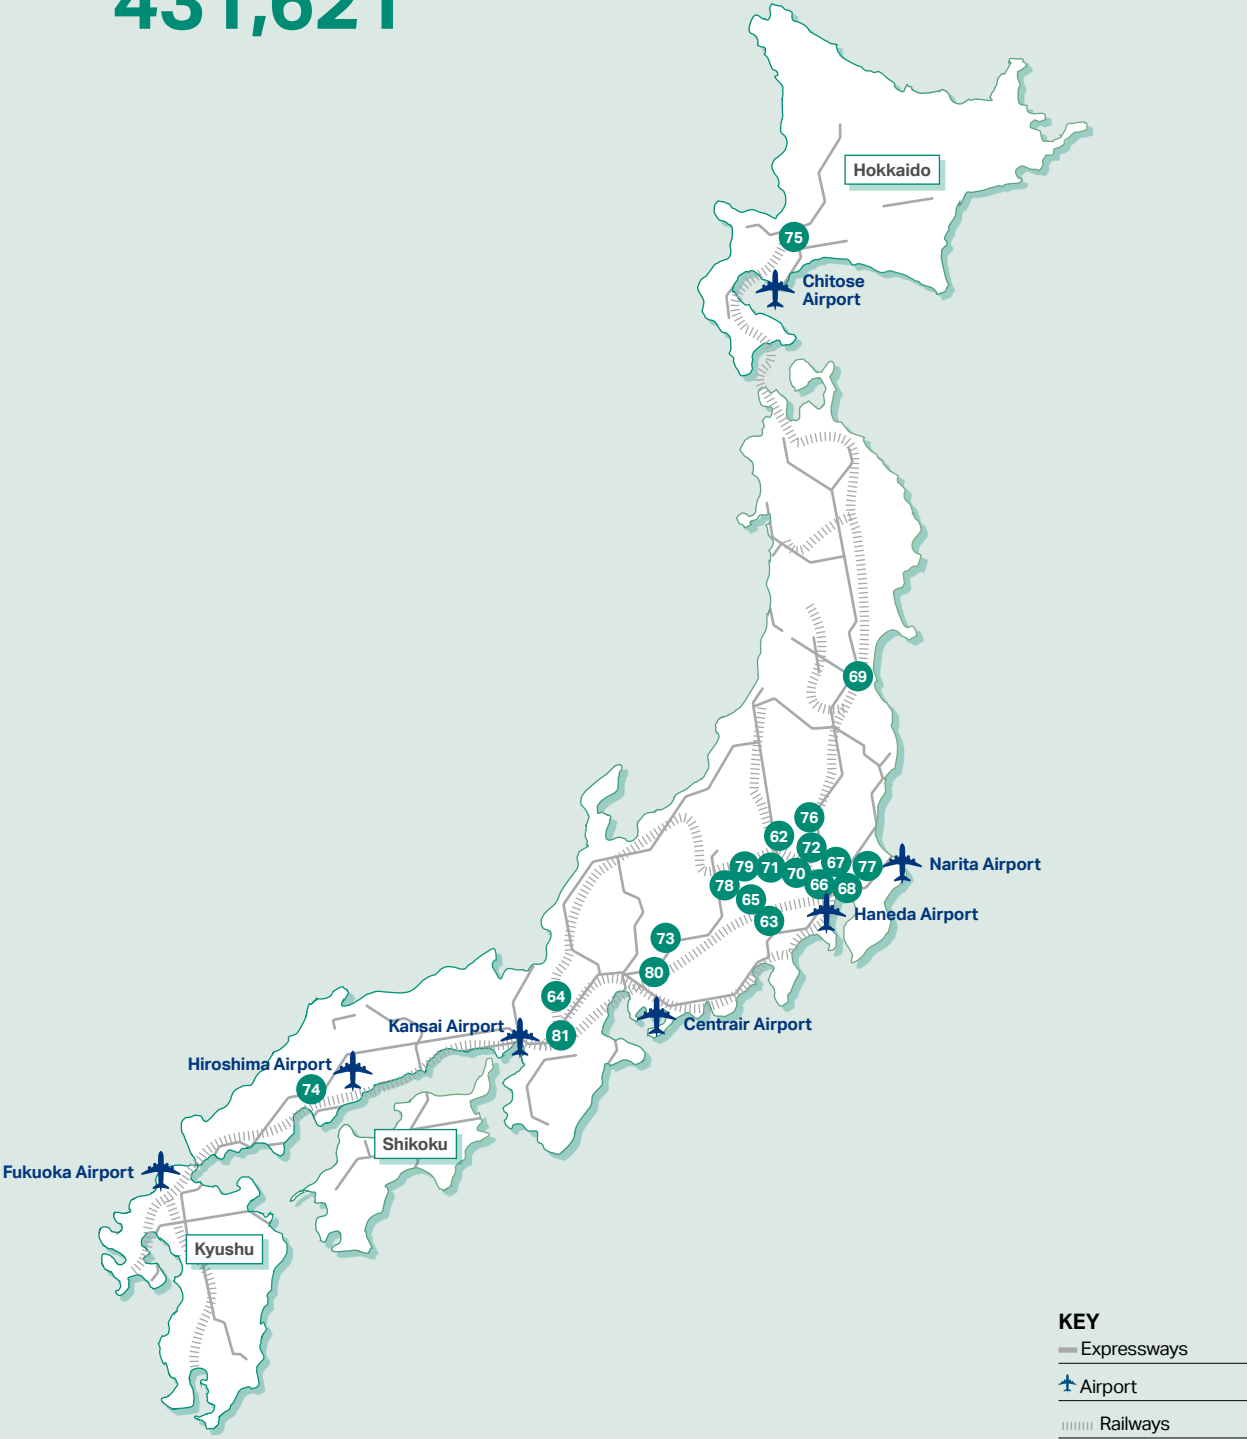 431,621
Hokkaido
75
Chitose
Airport
69
76
62
72
79
71
70
67
77
Narita Airport
78
66
68
65
63
Haneda Airport
73
80
64
Centrair Airport
Kansai Airport
81
Hiroshima Airport
74
Shikoku
Fukuoka Airport
Kyushu
KEY
Expressways
Airport
Railways